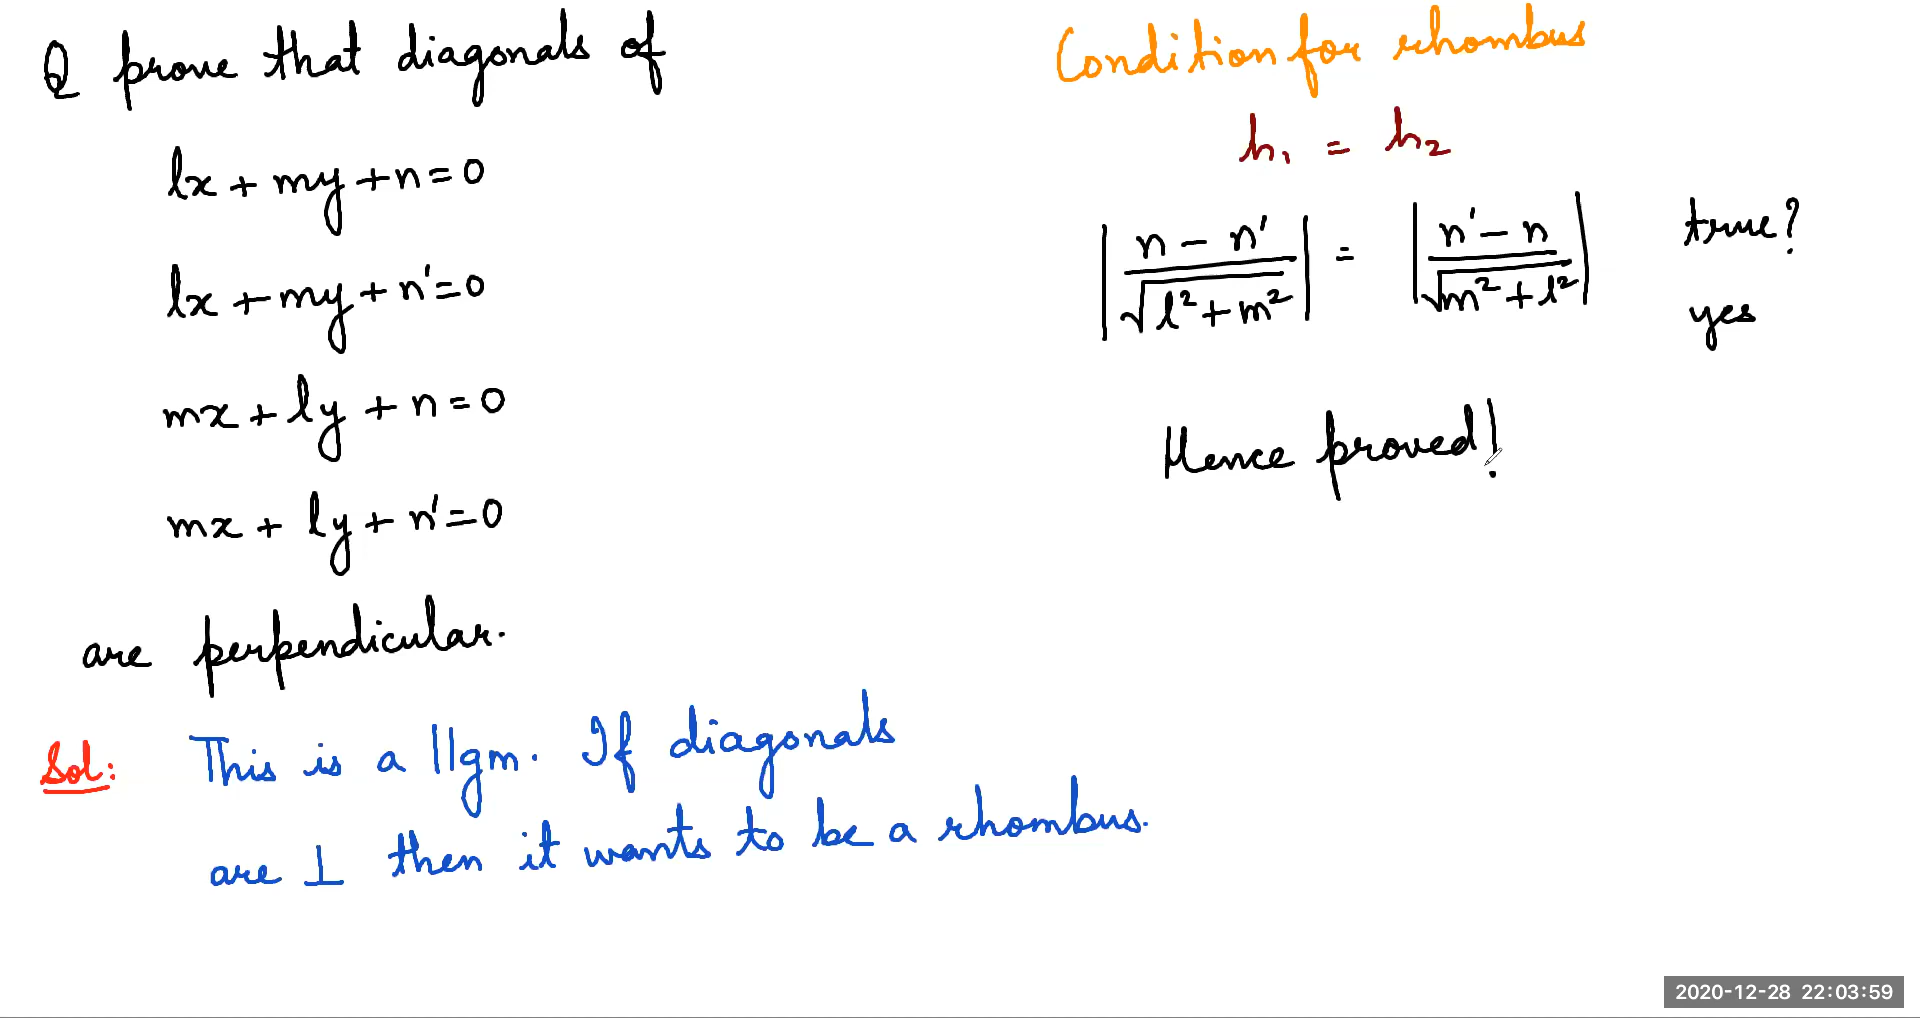 Q prove that diagonals of
lx + my + n = 0
lx + my + n' = 0
mx + ly + n = 0
mx + ly + n' = 0
are perpendicular.
Sol: This is a ||gm. If diagonals
are ⊥ then it wants to be a rhombus.
Condition for rhombus
h₁ = h₂
|(n - n')/√(l² + m²)| = |(n' - n)/√(m² + l²)| true?
yes
Hence proved!
2020-12-28 22:03:59